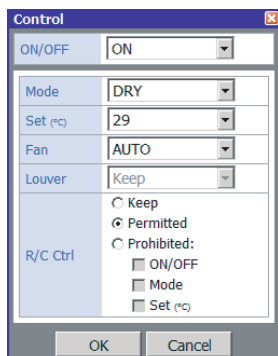 Control
ON/OFF ON
Mode DRY
Set (°C) 29
Fan AUTO
Louver Keep
Keep
Permitted
R/C Ctrl Prohibited:
ON/OFF
Mode
Set (°C)
OK Cancel